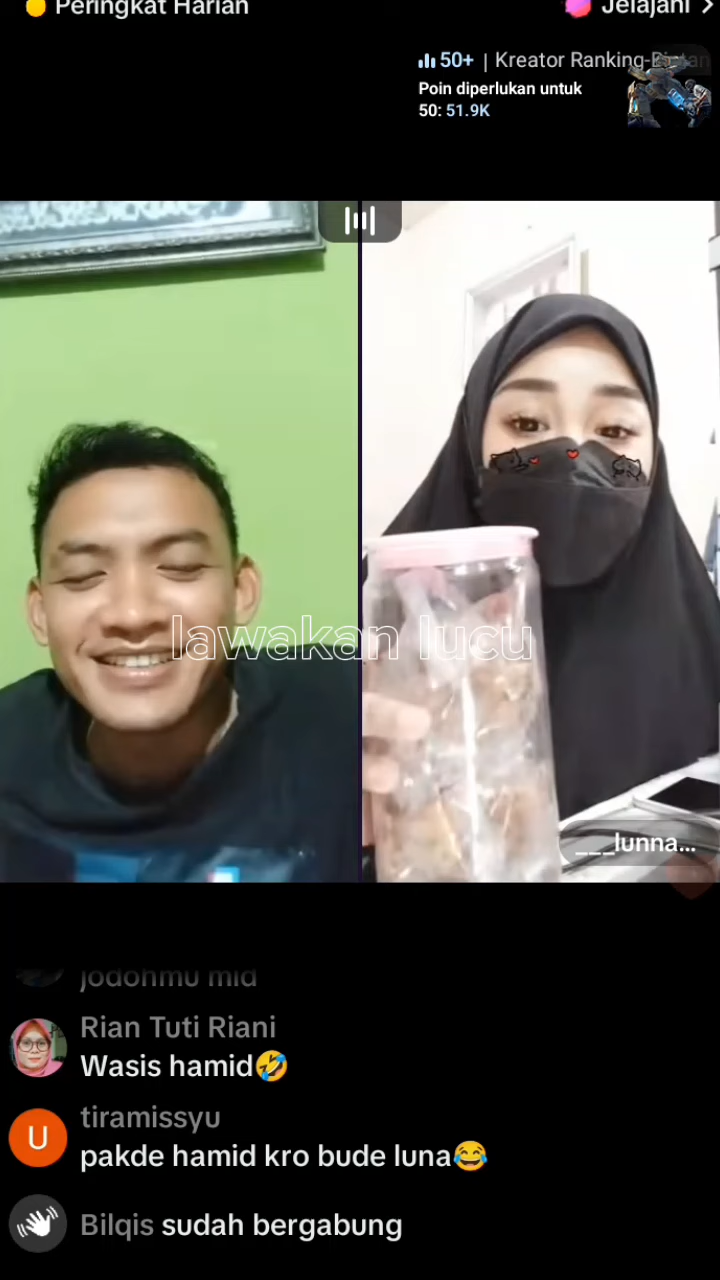 Peringkat Harian
Jelajahi >
50+ | Kreator Ranking-Bintan
Poin diperlukan untuk
50: 51.9K
lawakan lucu
___lunna...
jodohmu mid
Rian Tuti Riani
Wasis hamid🤣
U
tiramissyu
pakde hamid kro bude luna😂
Bilqis sudah bergabung